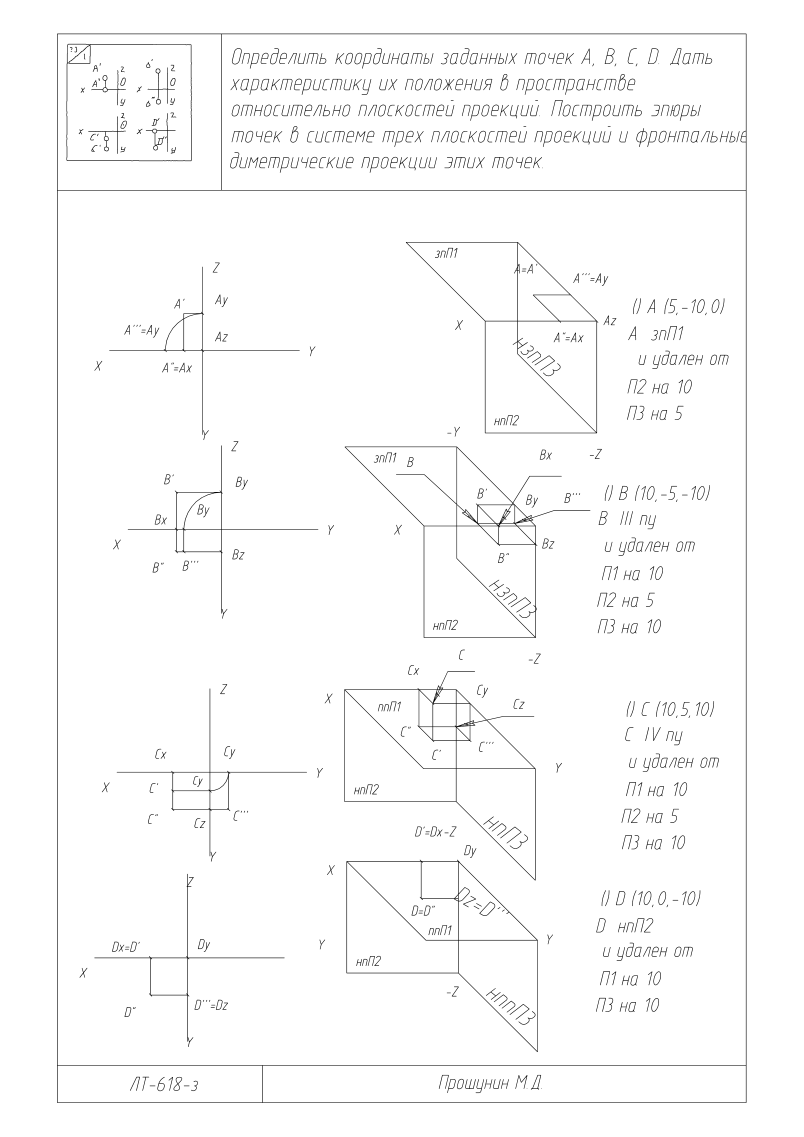 Определить координаты заданных точек A, B, C, D. Дать
характеристику их положения в пространстве
относительно плоскостей проекций. Построить эпюры
точек в системе трех плоскостей проекций и фронтальные
диметрические проекции этих точек.
Z
A' Ay
A'''=Ay Az
X A''=Ax Y
Y
зпП1
A=A' A'''=Ay
X Az
A''=Ax
нзпП3
нпП2
() A (5,-10,0)
A зпП1
и удален от
П2 на 10
П3 на 5
Z
B' By
Bx By
X Y
B'' B''' Bz
Y
-Y Bx -Z
зпП1 B
B' By B'''
X B'' Bz
нзпП3
нпП2
-Z
() B (10,-5,-10)
B III пу
и удален от
П1 на 10
П2 на 5
П3 на 10
Z
Cx Cy
X C' Cy Y
C'' Cz C'''
Y
C
Cx Cy
X ппП1 Cz
C'' C' C'''
Y
нпП2 нпП3
() C (10,5,10)
C IV пу
и удален от
П1 на 10
П2 на 5
П3 на 10
Z
Dx=D' Dy
X
D'' D'''=Dz
Y
D'=Dx-Z
Dy
X
D=D'' Dz=D'''
ппП1
Y нпП2 Y
-Z нппП3
() D (10,0,-10)
D нпП2
и удален от
П1 на 10
П3 на 10
ЛТ-618-з
Прошунин М.Д.